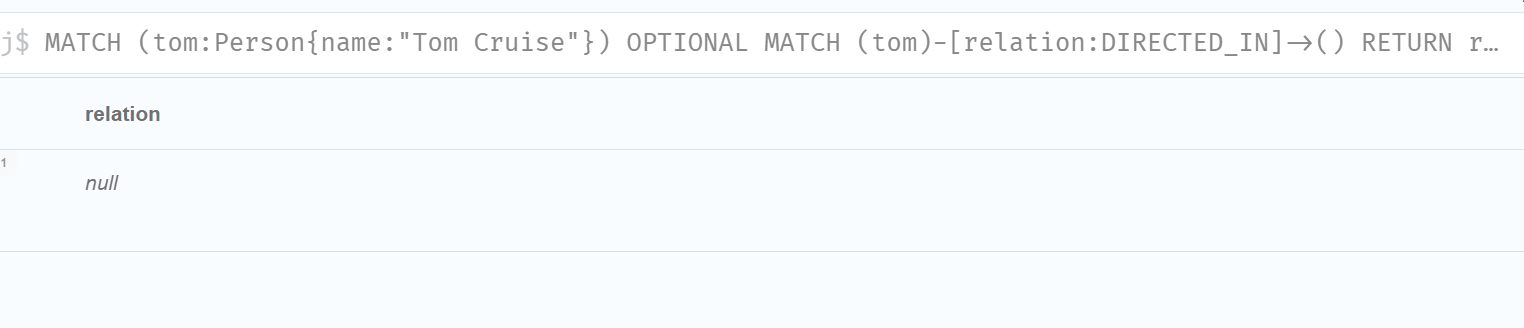 j$ MATCH (tom:Person{name:"Tom Cruise"}) OPTIONAL MATCH (tom)-[relation:DIRECTED_IN]->() RETURN r…
relation
1
null